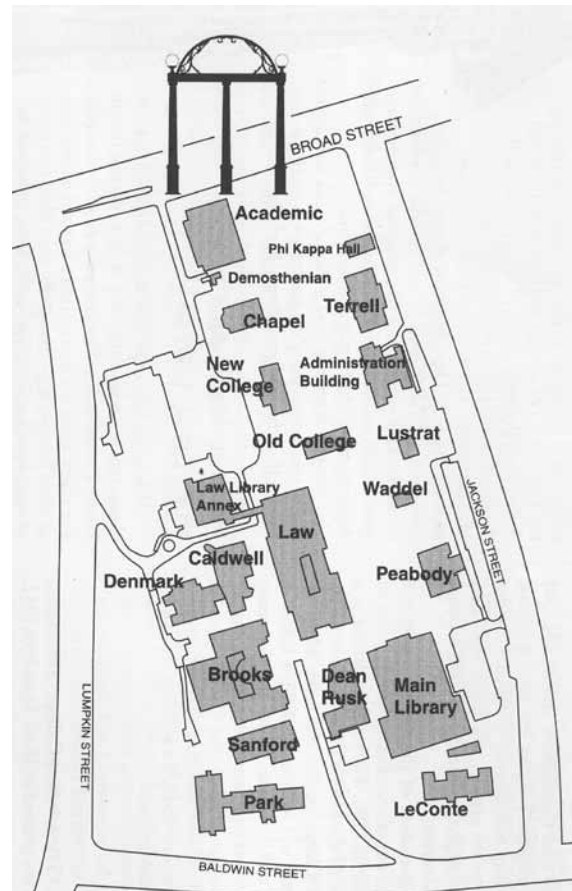 BROAD STREET
Academic
Phi Kappa Hall
Demosthenian
Terrell
Chapel
New
College
Administration
Building
Old College
Lustrat
Law Library
Annex
Waddel
Law
JACKSON STREET
Caldwell
Peabody
Denmark
Brooks
Dean
Rusk
Main
Library
LUMPKIN STREET
Sanford
Park
LeConte
BALDWIN STREET